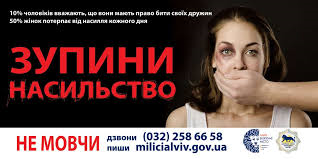 10% чоловіків вважають, що вони мають право бити своїх дружин
50% жінок потерпає від насилля кожного дня
ЗУПИНИ
НАСИЛЬСТВО
НЕ МОВЧИ
дзвони (032) 258 66 58
пиши milicialviv.gov.ua